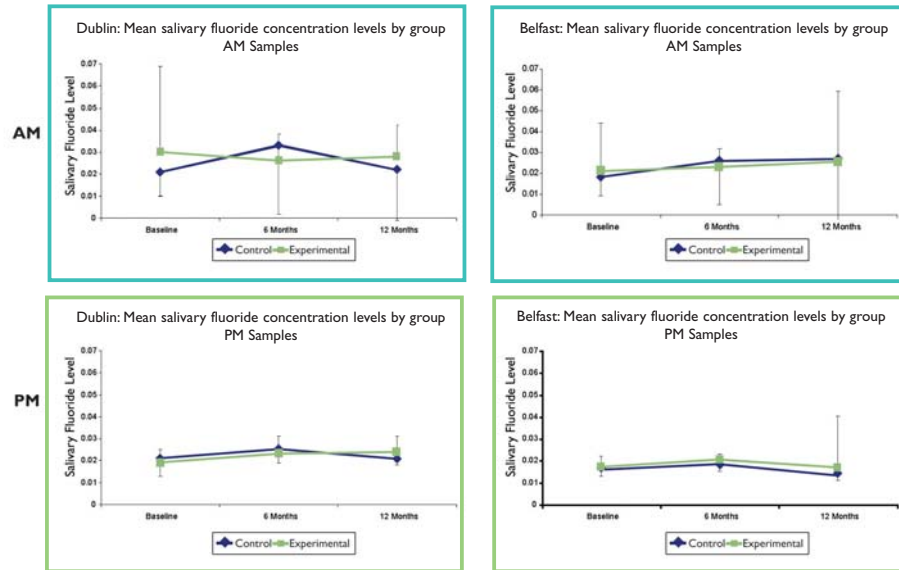 Dublin: Mean salivary fluoride concentration levels by group
AM Samples
AM
Salivary Fluoride Level
0.07
0.06
0.05
0.04
0.03
0.02
0.01
0
Baseline
6 Months
12 Months
Control
Experimental
Belfast: Mean salivary fluoride concentration levels by group
AM Samples
Salivary Fluoride Level
0.07
0.06
0.05
0.04
0.03
0.02
0.01
0
Baseline
6 Months
12 Months
Control
Experimental
Dublin: Mean salivary fluoride concentration levels by group
PM Samples
PM
Salivary Fluoride Level
0.07
0.06
0.05
0.04
0.03
0.02
0.01
0
Baseline
6 Months
12 Months
Control
Experimental
Belfast: Mean salivary fluoride concentration levels by group
PM Samples
Salivary Fluoride Level
0.07
0.06
0.05
0.04
0.03
0.02
0.01
0
Baseline
6 Months
12 Months
Control
Experimental